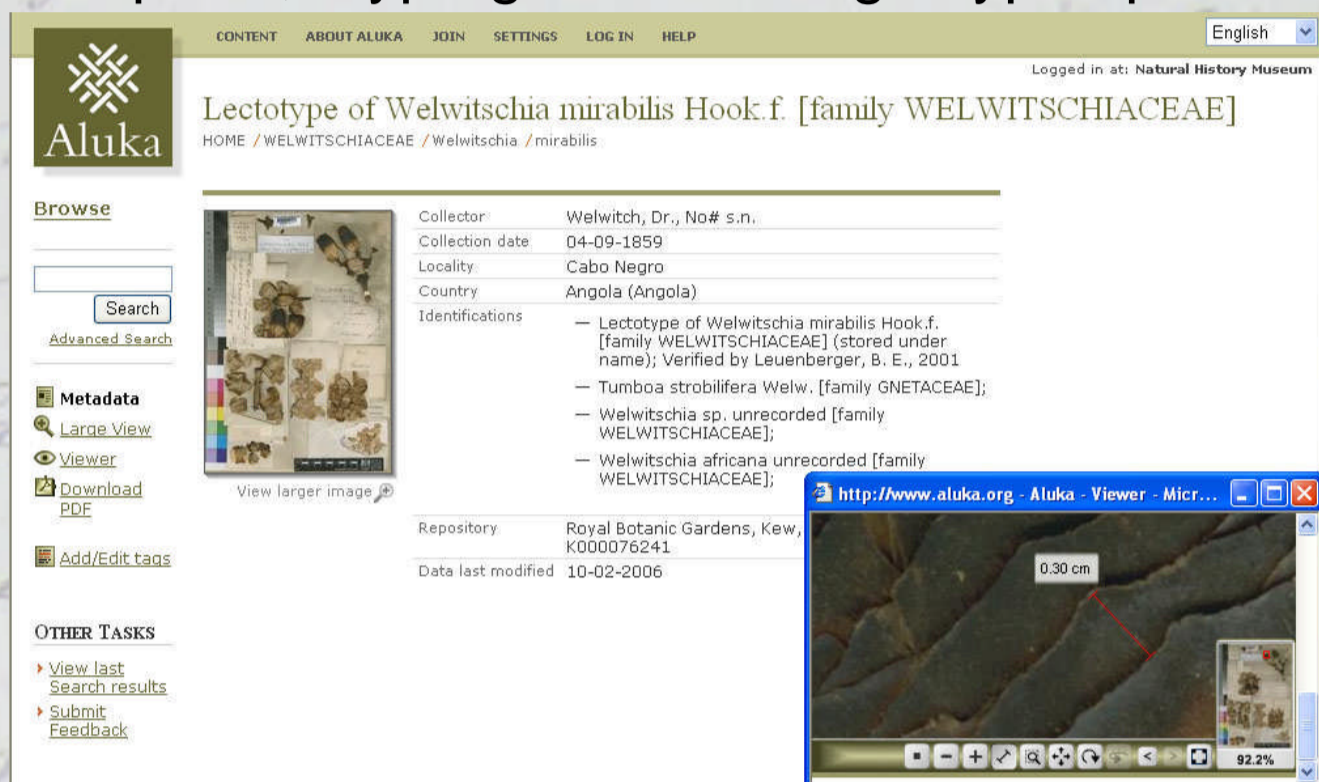 CONTENT ABOUT ALUKA JOIN SETTINGS LOG IN HELP
English
Logged in at: Natural History Museum
Aluka
Lectotype of Welwitschia mirabilis Hook.f. [family WELWITSCHIACEAE]
HOME / WELWITSCHIACEAE / Welwitschia / mirabilis
Browse
Search
Advanced Search
Metadata
Large View
Viewer
Download
PDF
Add/Edit tags
OTHER TASKS
View last
Search results
Submit
Feedback
View larger image
Collector Welwitch, Dr., No# s.n.
Collection date 04-09-1859
Locality Cabo Negro
Country Angola (Angola)
Identifications
— Lectotype of Welwitschia mirabilis Hook.f.
[family WELWITSCHIACEAE] (stored under
name); Verified by Leuenberger, B. E., 2001
— Tumboa strobilifera Welw. [family GNETACEAE];
— Welwitschia sp. unrecorded [family
WELWITSCHIACEAE];
— Welwitschia africana unrecorded [family
WELWITSCHIACEAE];
Repository Royal Botanic Gardens, Kew,
K000076241
Data last modified 10-02-2006
http://www.aluka.org - Aluka - Viewer - Micr...
0.30 cm
92.2%